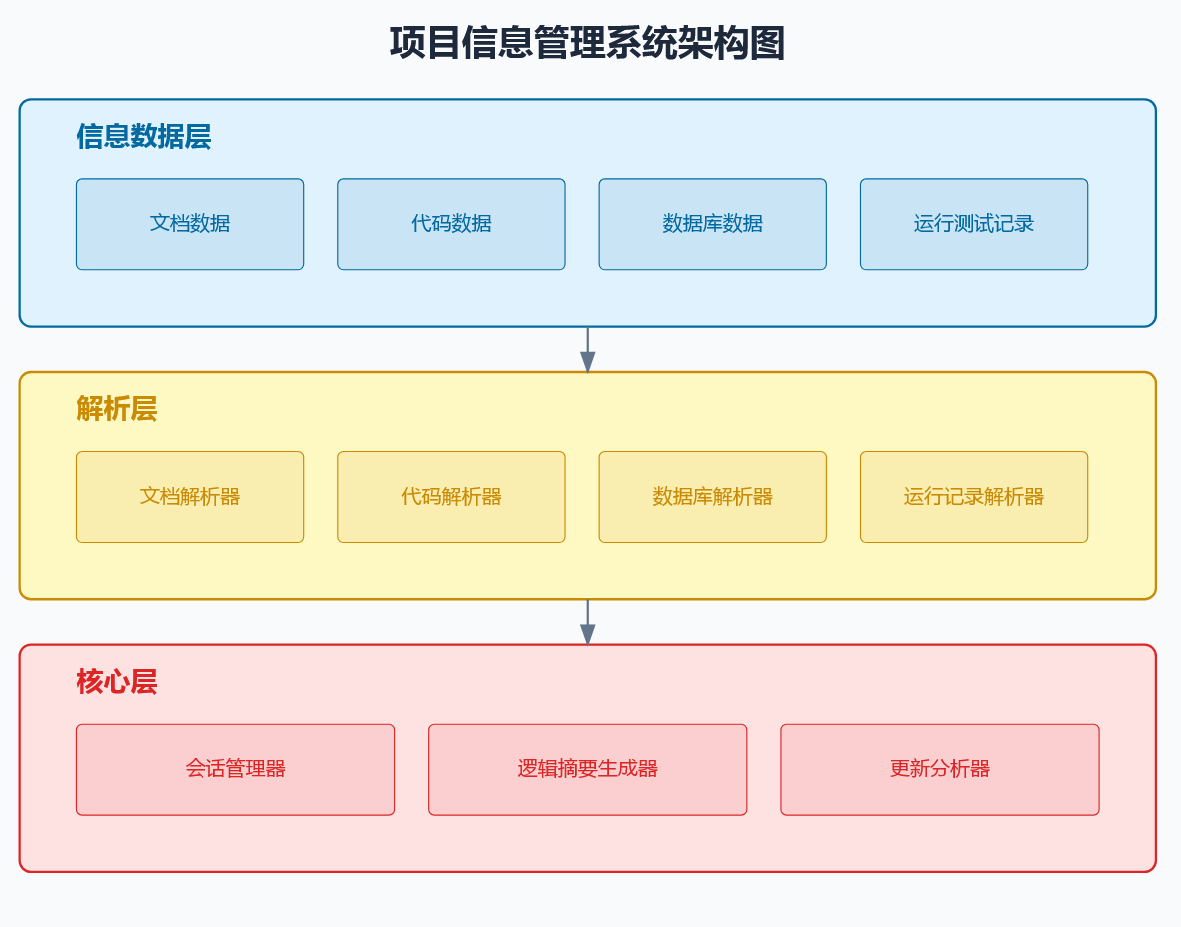 项目信息管理系统架构图
信息数据层
文档数据
代码数据
数据库数据
运行测试记录
解析层
文档解析器
代码解析器
数据库解析器
运行记录解析器
核心层
会话管理器
逻辑摘要生成器
更新分析器